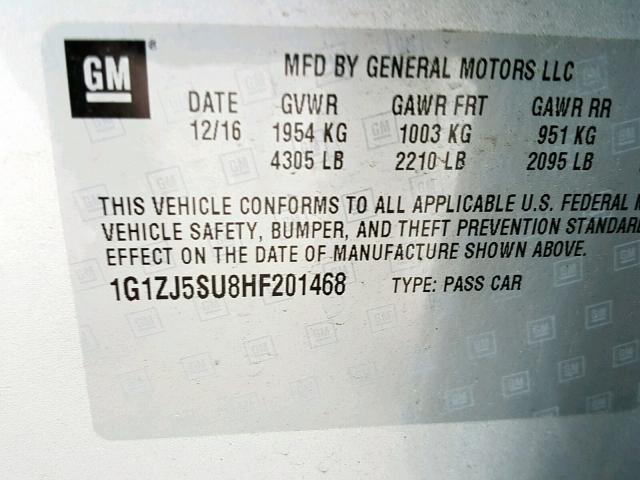 GM ® MFD BY GENERAL MOTORS LLC
DATE GVWR GAWR FRT GAWR RR
12/16 1954 KG 1003 KG 951 KG
4305 LB 2210 LB 2095 LB
THIS VEHICLE CONFORMS TO ALL APPLICABLE U.S. FEDERAL
VEHICLE SAFETY, BUMPER, AND THEFT PREVENTION STANDARD
EFFECT ON THE DATE OF MANUFACTURE SHOWN ABOVE.
1G1ZJ5SU8HF201468 TYPE: PASS CAR